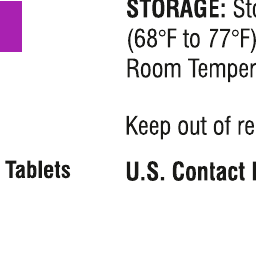 STORAGE: Sto
(68°F to 77°F)
Room Temper
Keep out of re
Tablets
U.S. Contact